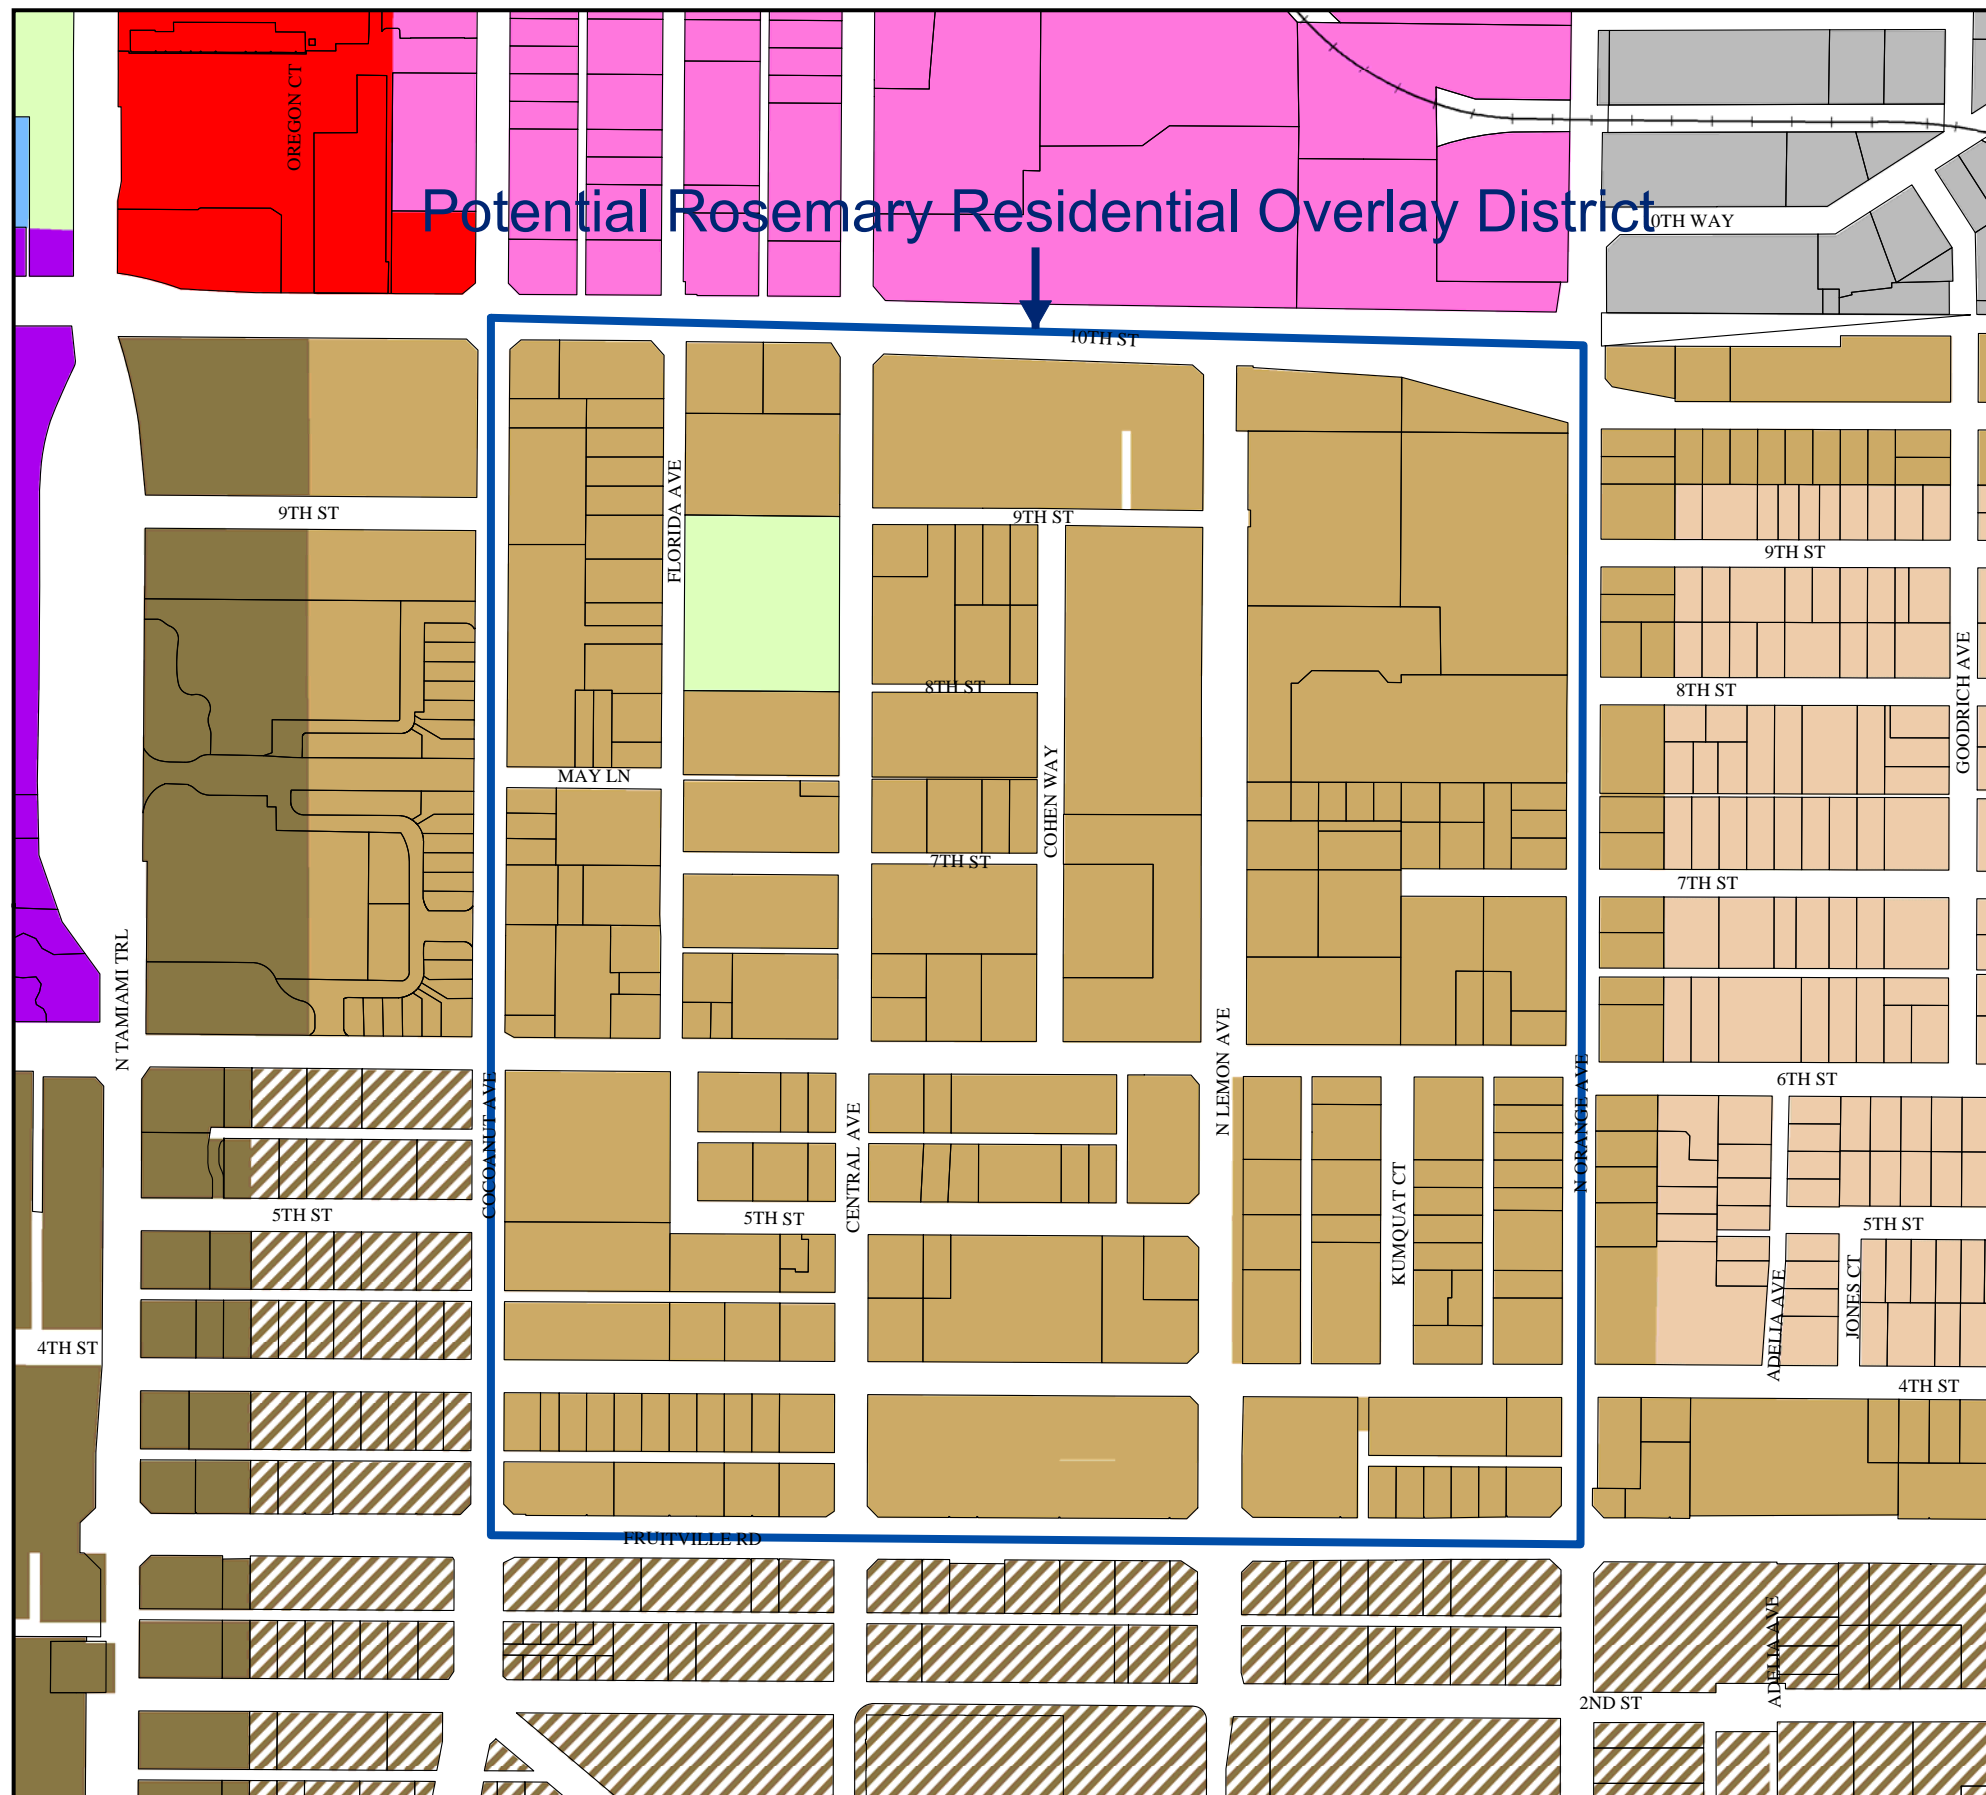 OREGON CT
Potential Rosemary Residential Overlay District
0TH WAY
10TH ST
9TH ST
FLORIDA AVE
9TH ST
9TH ST
8TH ST
8TH ST
GOODRICH AVE
MAY LN
COHEN WAY
7TH ST
7TH ST
N TAMIAMI TRL
N LEMON AVE
6TH ST
COCOANUT AVE
CENTRAL AVE
N ORANGE AVE
KUMQUAT CT
5TH ST
5TH ST
5TH ST
ADELIA AVE
JONES CT
4TH ST
4TH ST
FRUITVILLE RD
ADELIA AVE
2ND ST